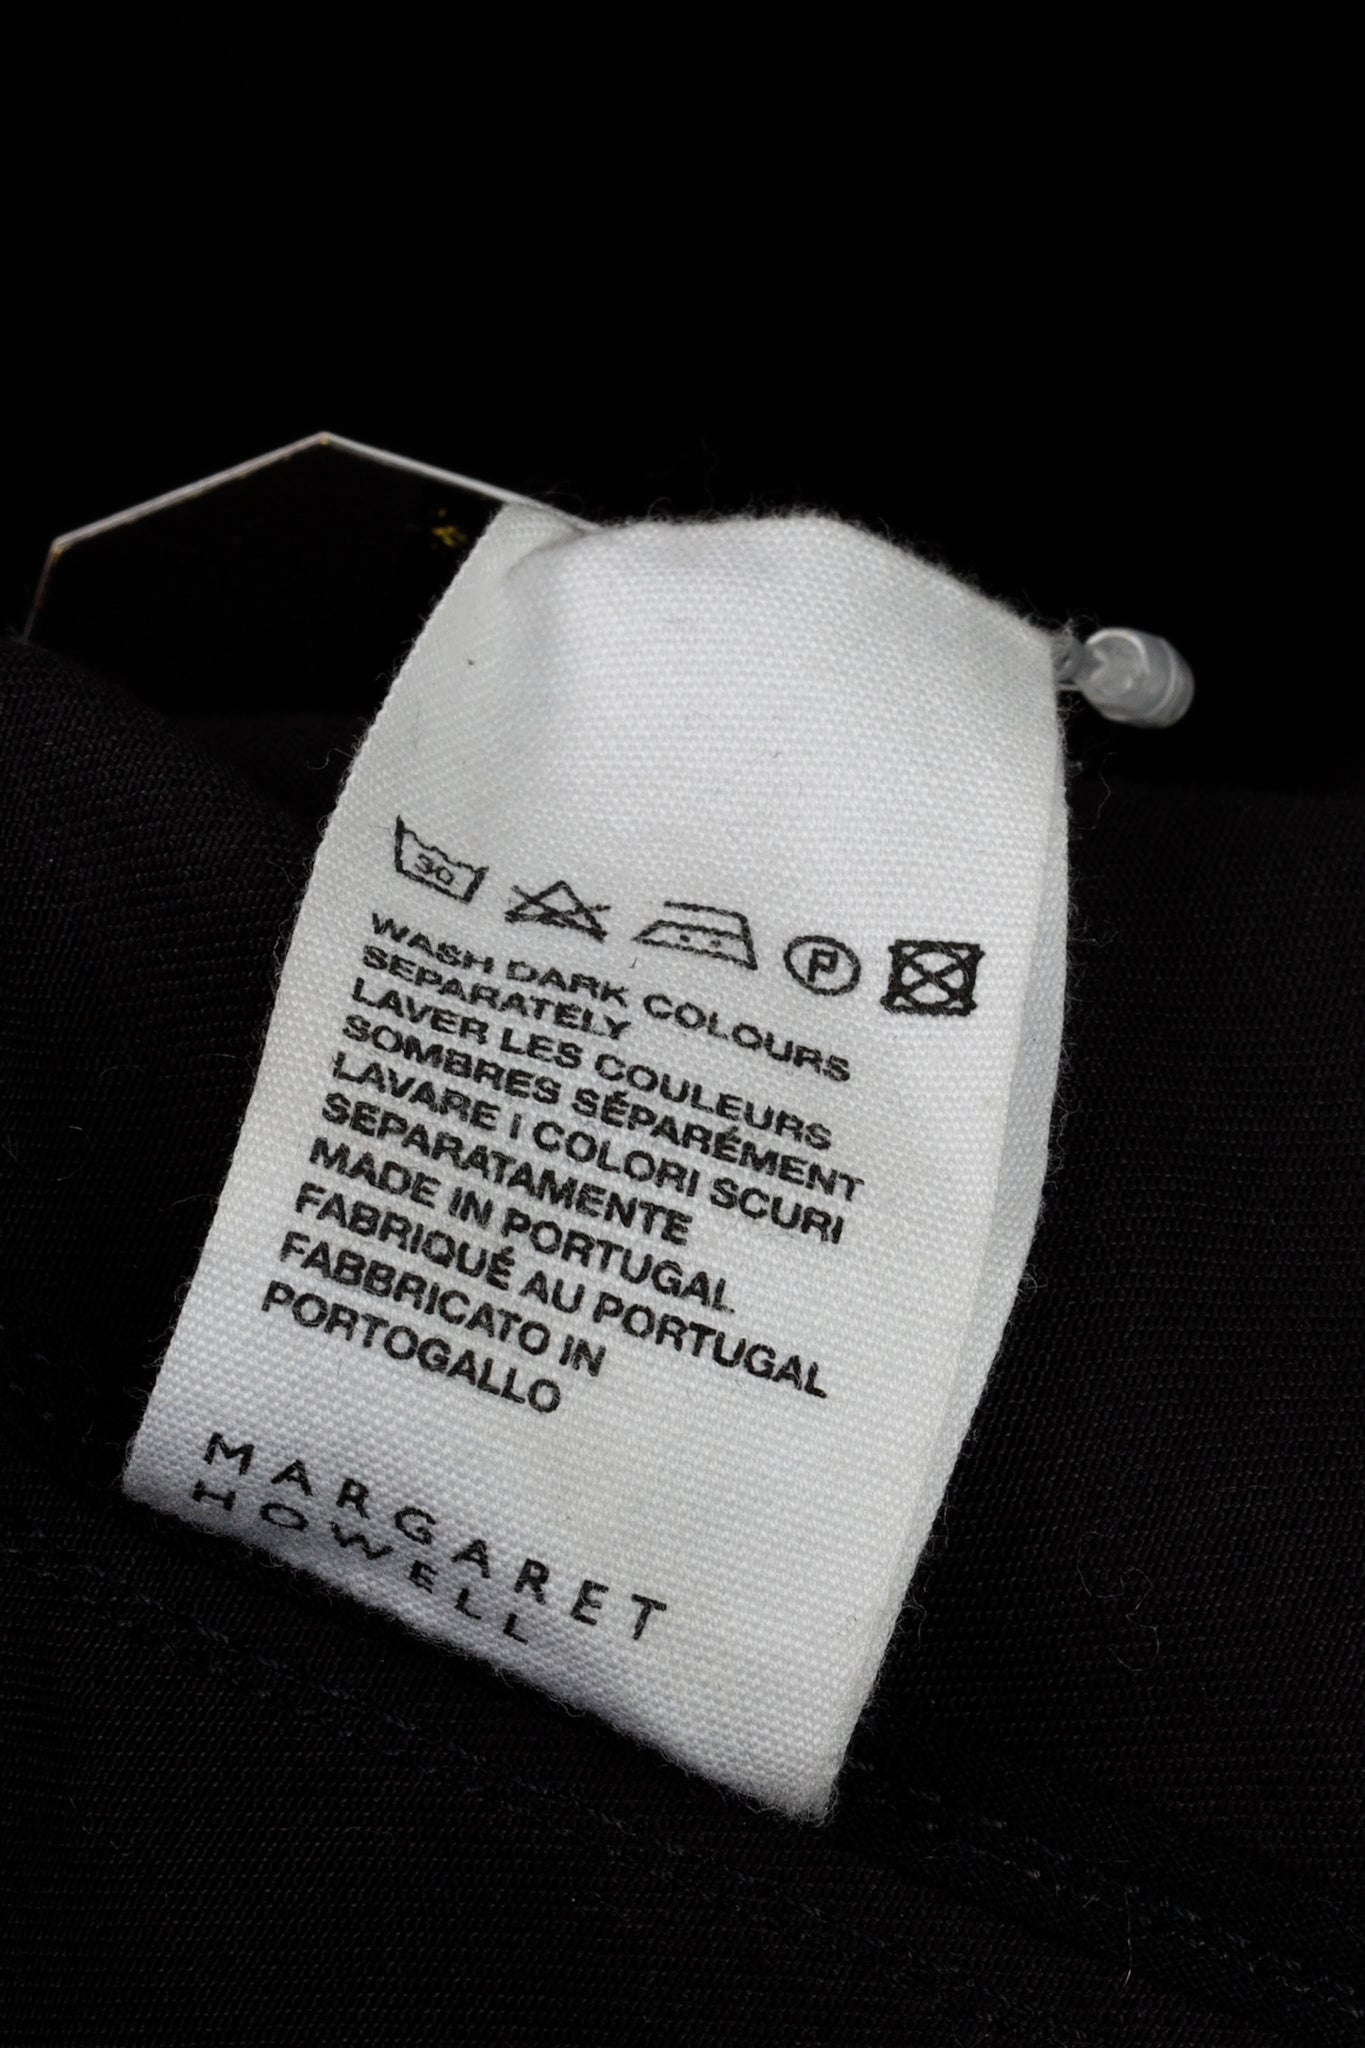 30
P
WASH DARK COLOURS
SEPARATELY
LAVER LES COULEURS
SOMBRES SÉPARÉMENT
LAVARE I COLORI SCURI
SEPARATAMENTE
MADE IN PORTUGAL
FABRIQUÉ AU PORTUGAL
FABBRICATO IN
PORTOGALLO
MARGARET
HOWELL